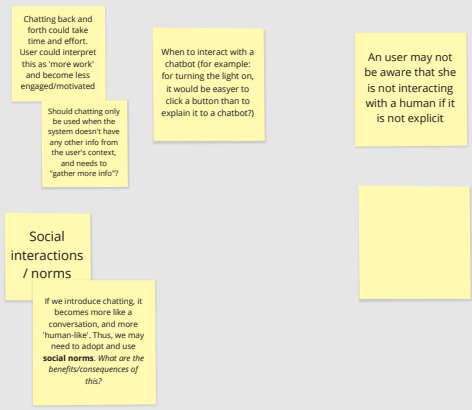 Chatting back and
forth could take
time and effort.
User could interpret
this as 'more work'
and become less
engaged/motivated
Should chatting only
be used when the
system doesn't have
any other info from
the user's context,
and needs to
"gather more info"?
When to interact with a
chatbot (for example:
for turning the light on,
it would be easyer to
click a button than to
explain it to a chatbot?)
An user may not
be aware that she
is not interacting
with a human if it
is not explicit
Social
interactions
/ norms
If we introduce chatting, it
becomes more like a
conversation, and more
'human-like'. Thus, we may
need to adopt and use
social norms. What are the
benefits/consequences of
this?